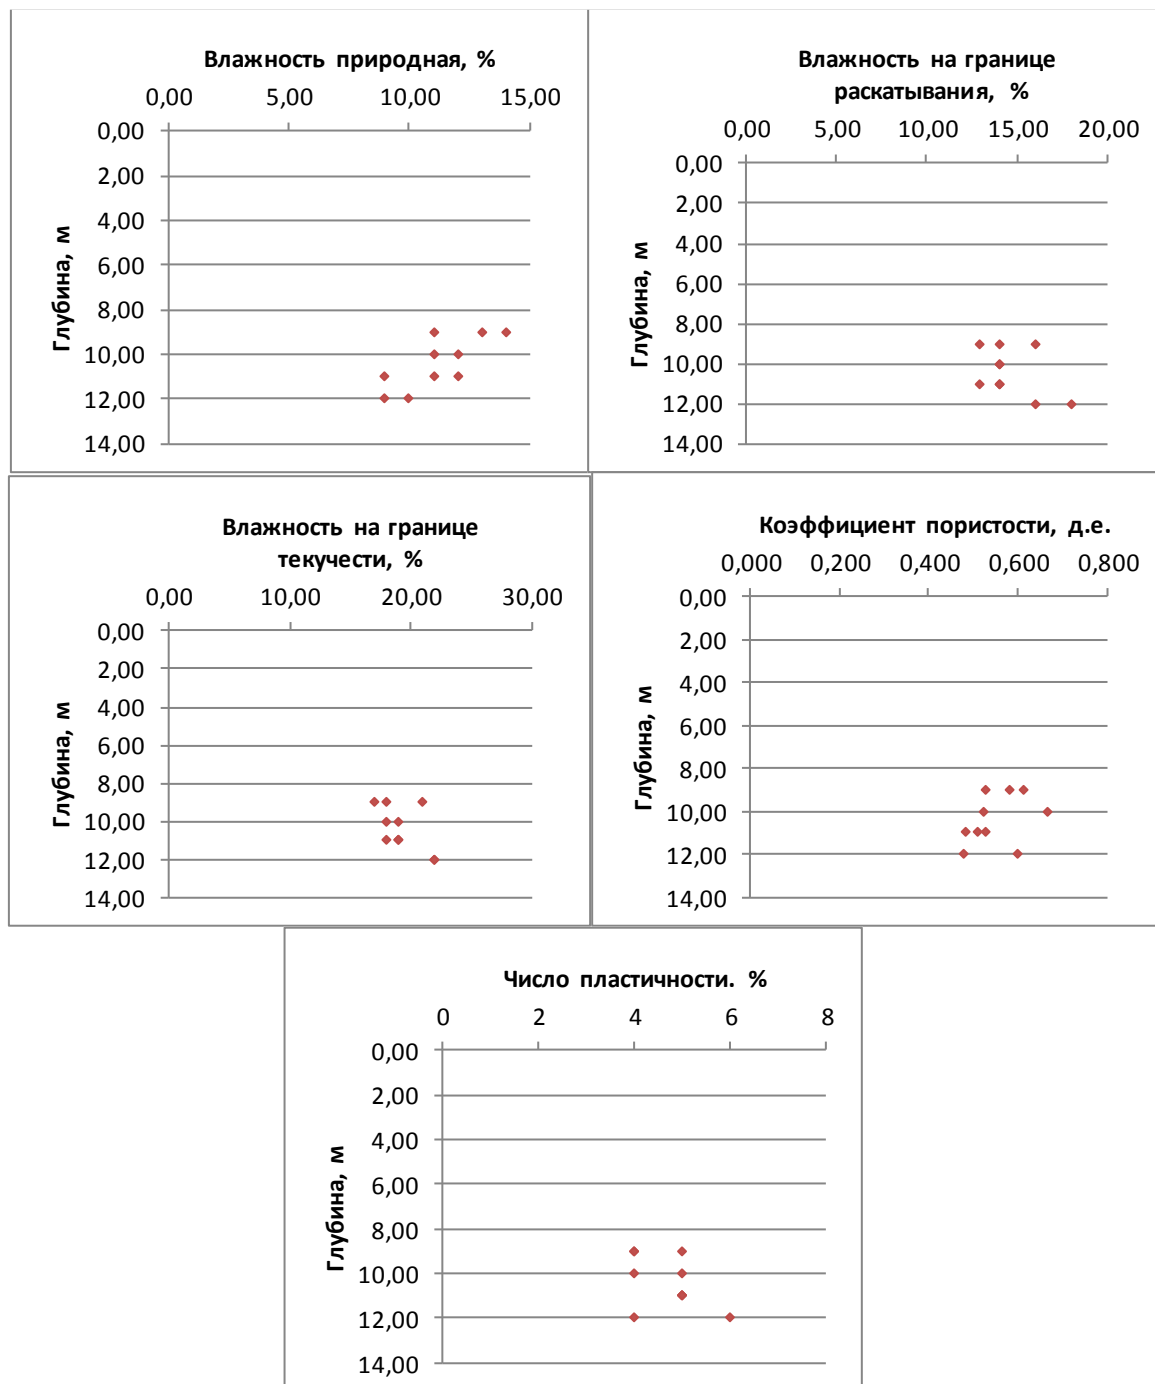 Влажность природная, %
0,00 5,00 10,00 15,00
0,00
2,00
4,00
6,00
8,00
10,00
12,00
14,00
Глубина, м
Влажность на границе
раскатывания, %
0,00 5,00 10,00 15,00 20,00
0,00
2,00
4,00
6,00
8,00
10,00
12,00
14,00
Глубина, м
Влажность на границе
текучести, %
0,00 10,00 20,00 30,00
0,00
2,00
4,00
6,00
8,00
10,00
12,00
14,00
Глубина, м
Коэффициент пористости, д.е.
0,000 0,200 0,400 0,600 0,800
0,00
2,00
4,00
6,00
8,00
10,00
12,00
14,00
Глубина, м
Число пластичности. %
0 2 4 6 8
0,00
2,00
4,00
6,00
8,00
10,00
12,00
14,00
Глубина, м